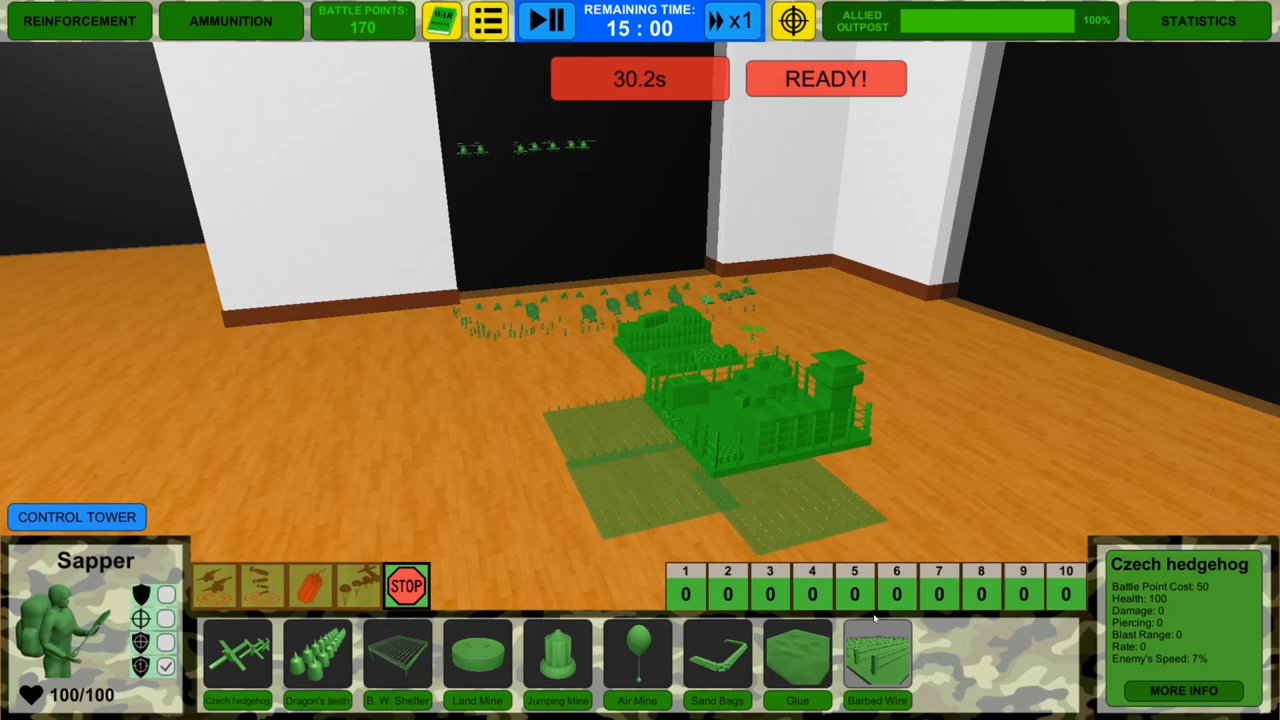 REINFORCEMENT
AMMUNITION
BATTLE POINTS:
170
WAR
REMAINING TIME:
15 : 00
x1
ALLIED
OUTPOST
100%
STATISTICS
30.2s
READY!
CONTROL TOWER
Sapper
100/100
STOP
1 2 3 4 5 6 7 8 9 10
0 0 0 0 0 0 0 0 0 0
Czech hedgehog
Dragon's teeth
B. W. Shelter
Land Mine
Jumping Mine
Air Mine
Sand Bags
Glue
Barbed Wire
Czech hedgehog
Battle Point Cost: 50
Health: 100
Damage: 0
Piercing: 0
Blast Range: 0
Rate: 0
Enemy's Speed: 7%
MORE INFO